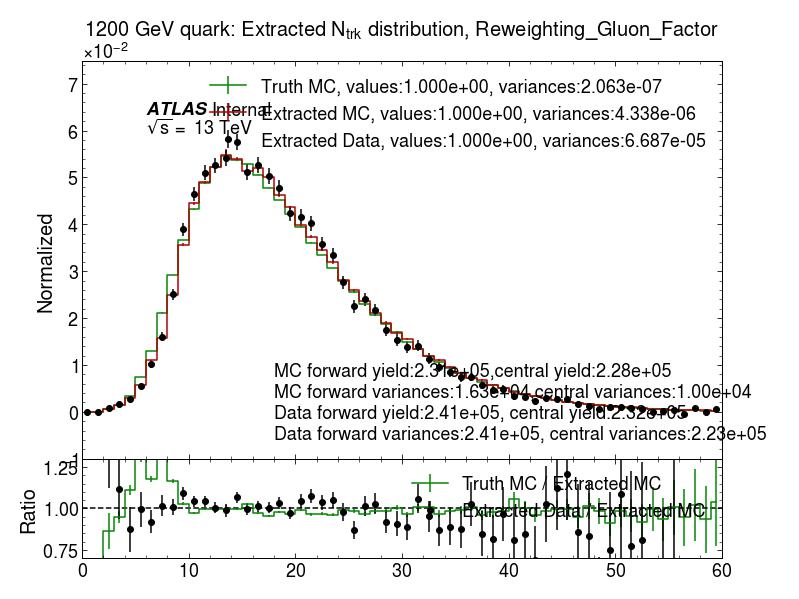 1200 GeV quark: Extracted Ntrk distribution, Reweighting_Gluon_Factor
×10−2
Truth MC, values:1.000e+00, variances:2.063e-07
ATLAS Internal
Extracted MC, values:1.000e+00, variances:4.338e-06
√s = 13 TeV
Extracted Data, values:1.000e+00, variances:6.687e-05
7
6
5
4
3
2
1
0
1
Normalized
MC forward yield:2.31e+05,central yield:2.28e+05
MC forward variances:1.63e+04,central variances:1.00e+04
Data forward yield:2.41e+05, central yield:2.32e+05
Data forward variances:2.41e+05, central variances:2.23e+05
1.25
1.00
0.75
Ratio
Truth MC / Extracted MC
Extracted Data / Extracted MC
0 10 20 30 40 50 60